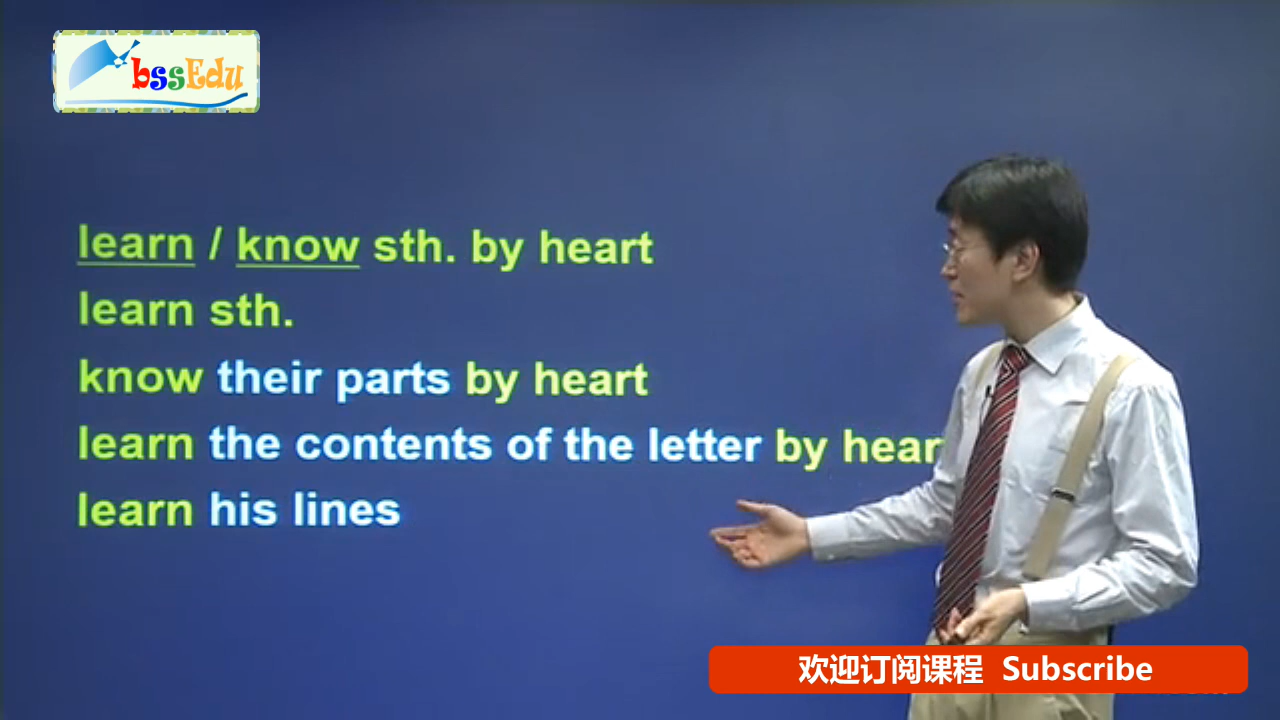 bssEdu
learn / know sth. by heart
learn sth.
know their parts by heart
learn the contents of the letter by hear
learn his lines
欢迎订阅课程 Subscribe